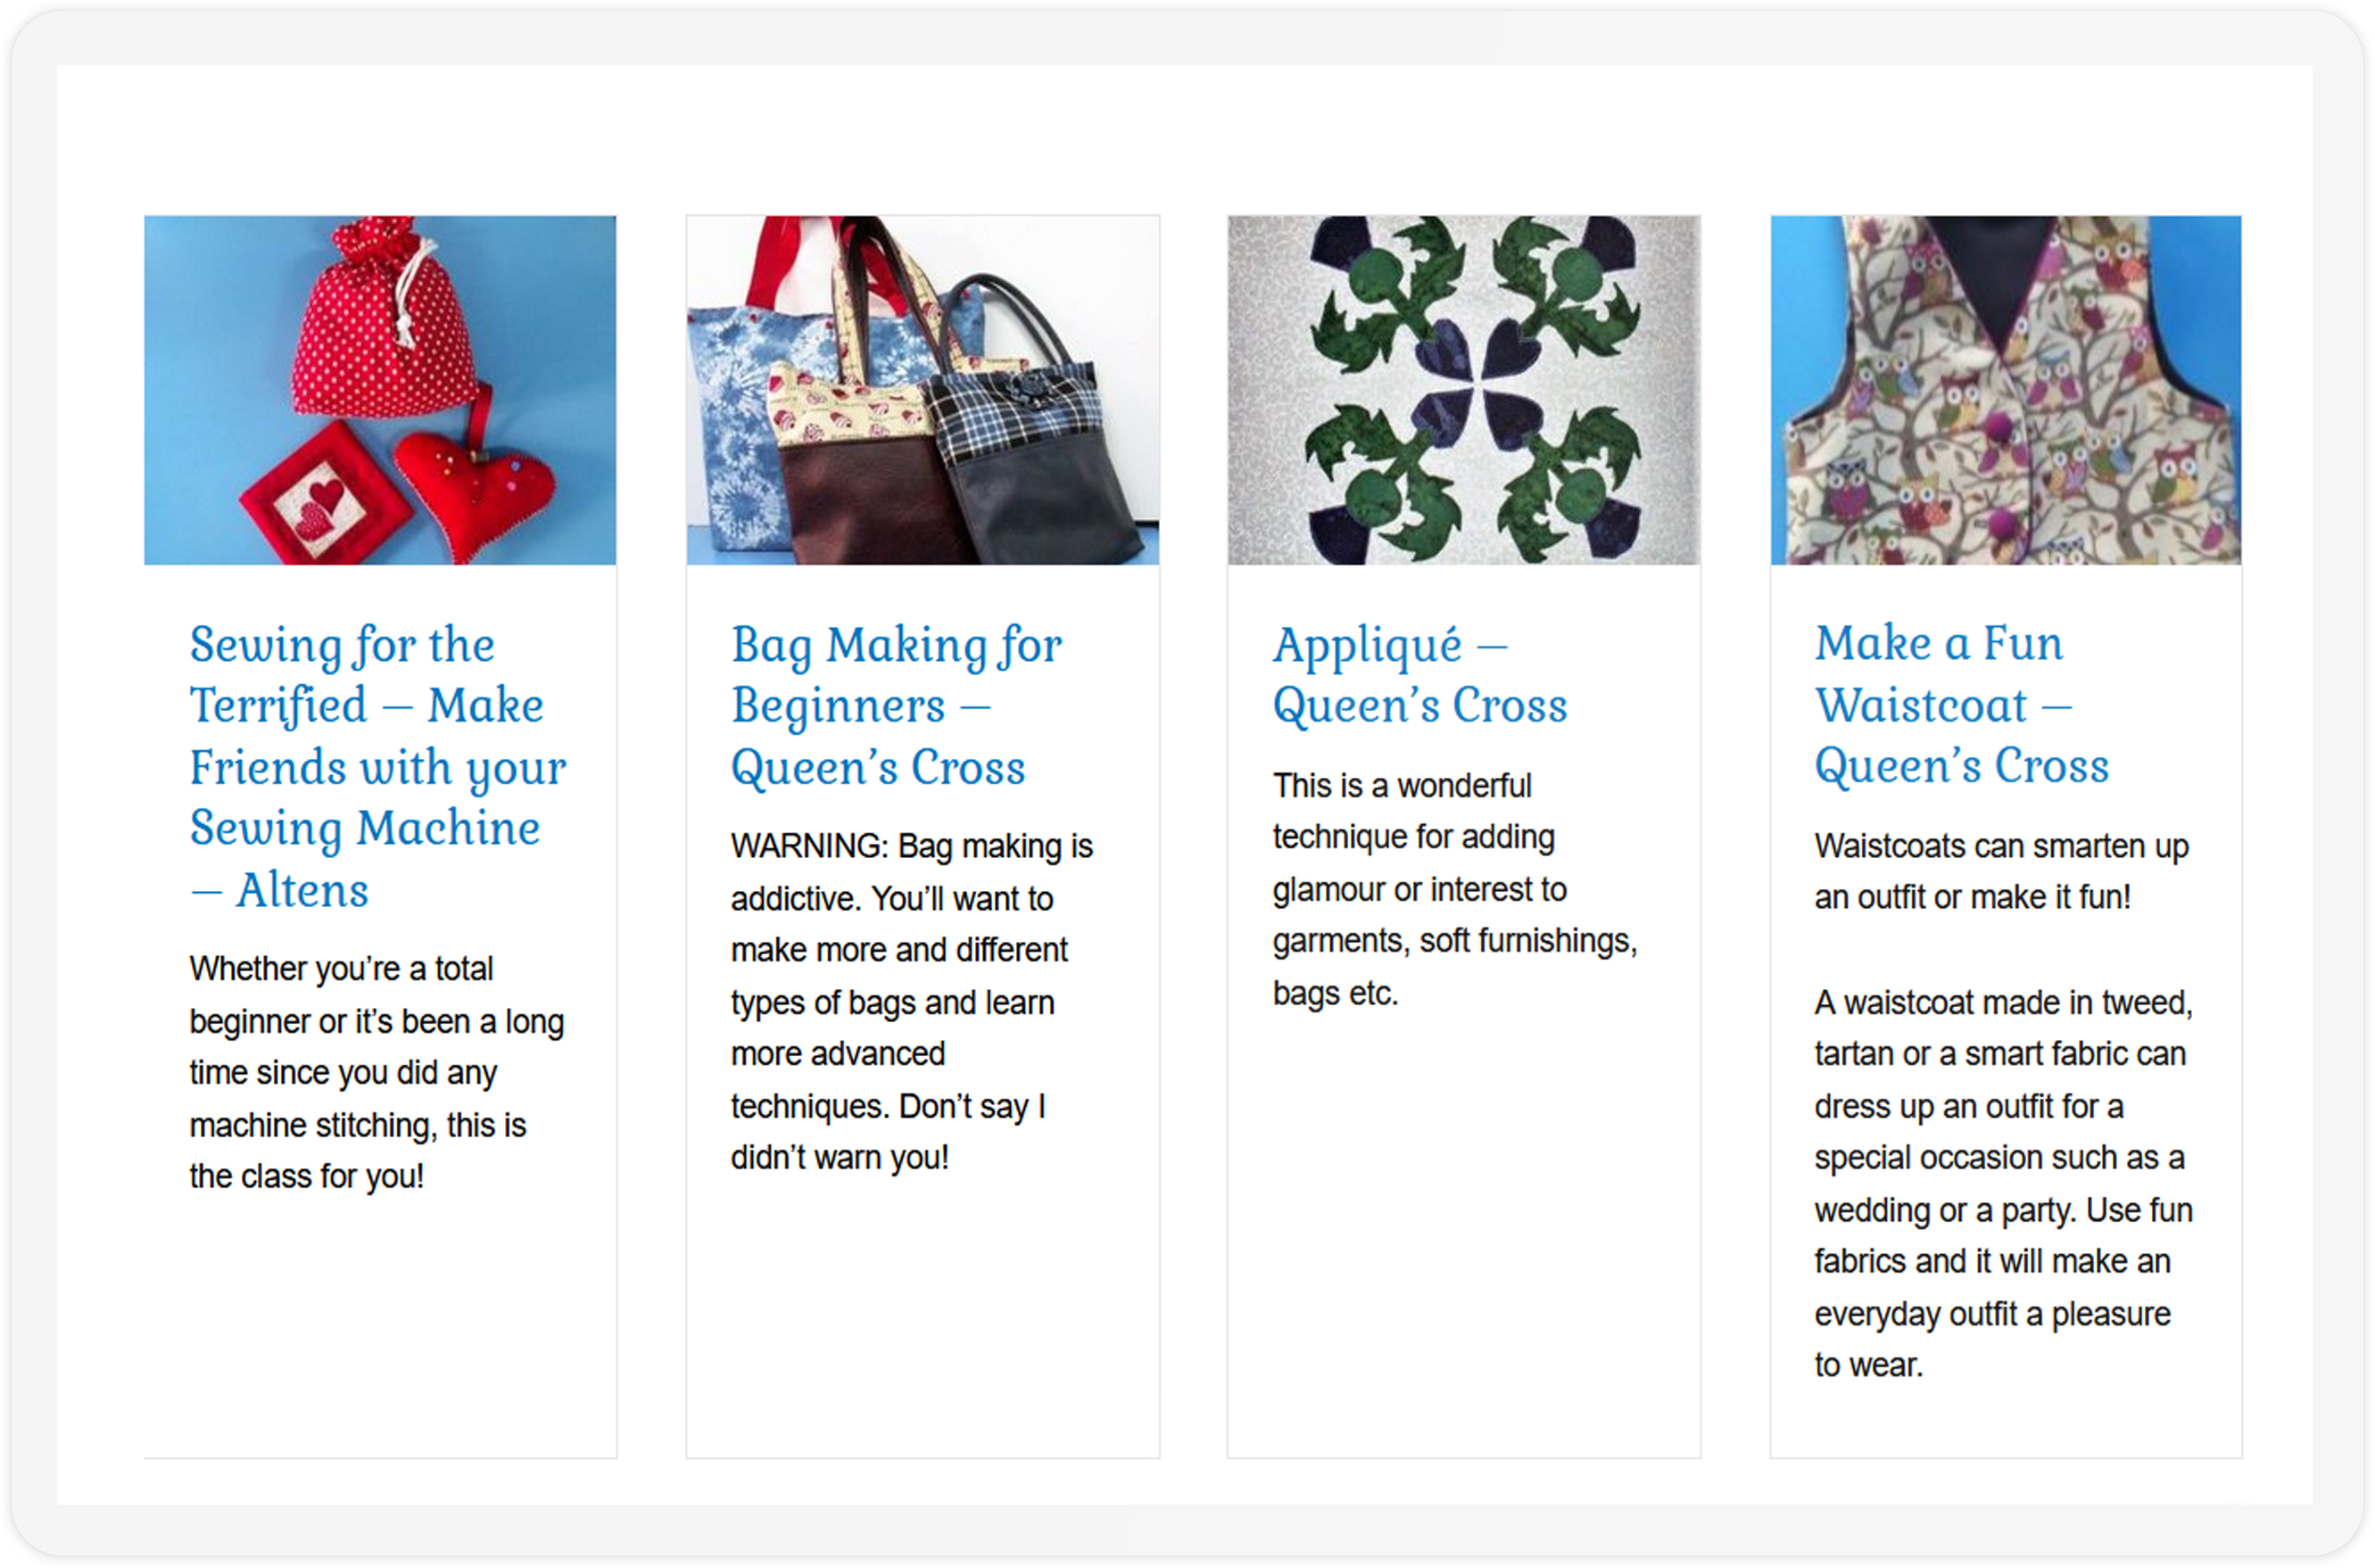 Sewing for the
Terrified – Make
Friends with your
Sewing Machine
– Altens
Whether you’re a total
beginner or it’s been a long
time since you did any
machine stitching, this is
the class for you!
Bag Making for
Beginners –
Queen’s Cross
WARNING: Bag making is
addictive. You’ll want to
make more and different
types of bags and learn
more advanced
techniques. Don’t say I
didn’t warn you!
Appliqué –
Queen’s Cross
This is a wonderful
technique for adding
glamour or interest to
garments, soft furnishings,
bags etc.
Make a Fun
Waistcoat –
Queen’s Cross
Waistcoats can smarten up
an outfit or make it fun!
A waistcoat made in tweed,
tartan or a smart fabric can
dress up an outfit for a
special occasion such as a
wedding or a party. Use fun
fabrics and it will make an
everyday outfit a pleasure
to wear.